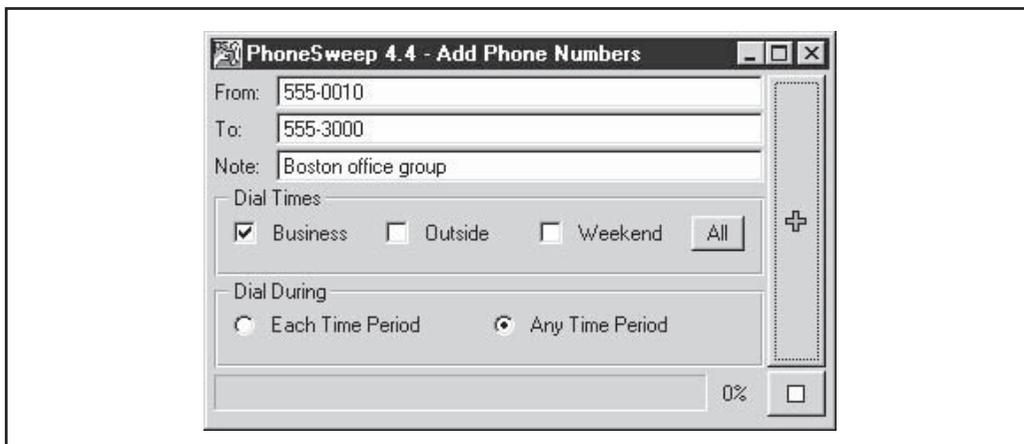 PhoneSweep 4.4 - Add Phone Numbers
From: 555-0010
To: 555-3000
Note: Boston office group
Dial Times
Business Outside Weekend All
Dial During
Each Time Period Any Time Period
0%